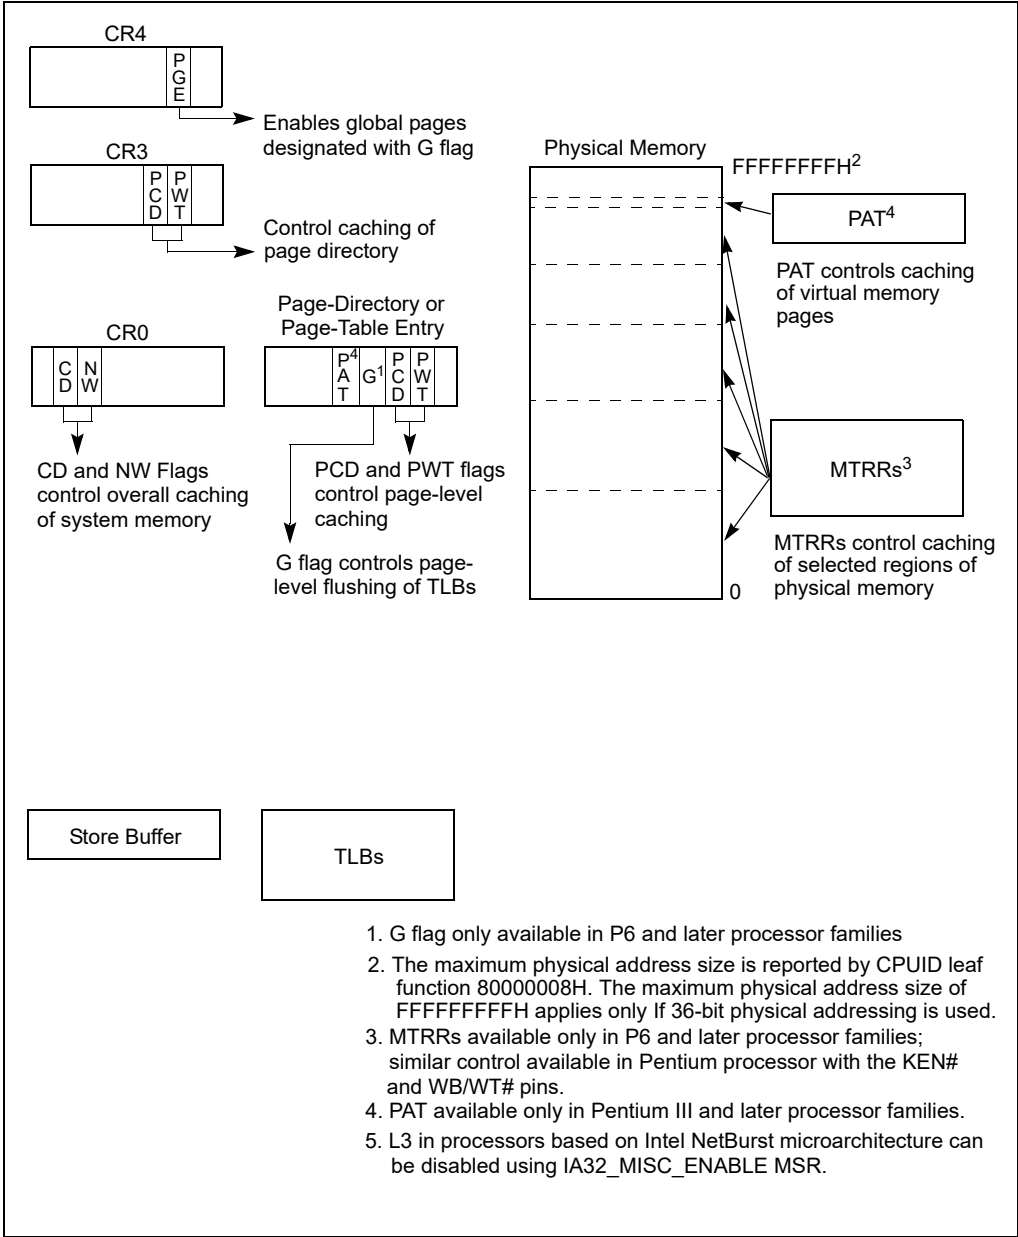 CR4
P
G
E
Enables global pages
designated with G flag
CR3
P
C
D
P
W
T
Control caching of
page directory
Physical Memory
FFFFFFFFH2
PAT4
PAT controls caching
of virtual memory
pages
CR0
C
D
N
W
CD and NW Flags
control overall caching
of system memory
Page-Directory or
Page-Table Entry
P4
A
T
G1
P
C
D
P
W
T
PCD and PWT flags
control page-level
caching
G flag controls page-
level flushing of TLBs
MTRRs3
MTRRs control caching
of selected regions of
physical memory
0
Store Buffer
TLBs
1. G flag only available in P6 and later processor families
2. The maximum physical address size is reported by CPUID leaf
function 80000008H. The maximum physical address size of
FFFFFFFFFH applies only If 36-bit physical addressing is used.
3. MTRRs available only in P6 and later processor families;
similar control available in Pentium processor with the KEN#
and WB/WT# pins.
4. PAT available only in Pentium III and later processor families.
5. L3 in processors based on Intel NetBurst microarchitecture can
be disabled using IA32_MISC_ENABLE MSR.